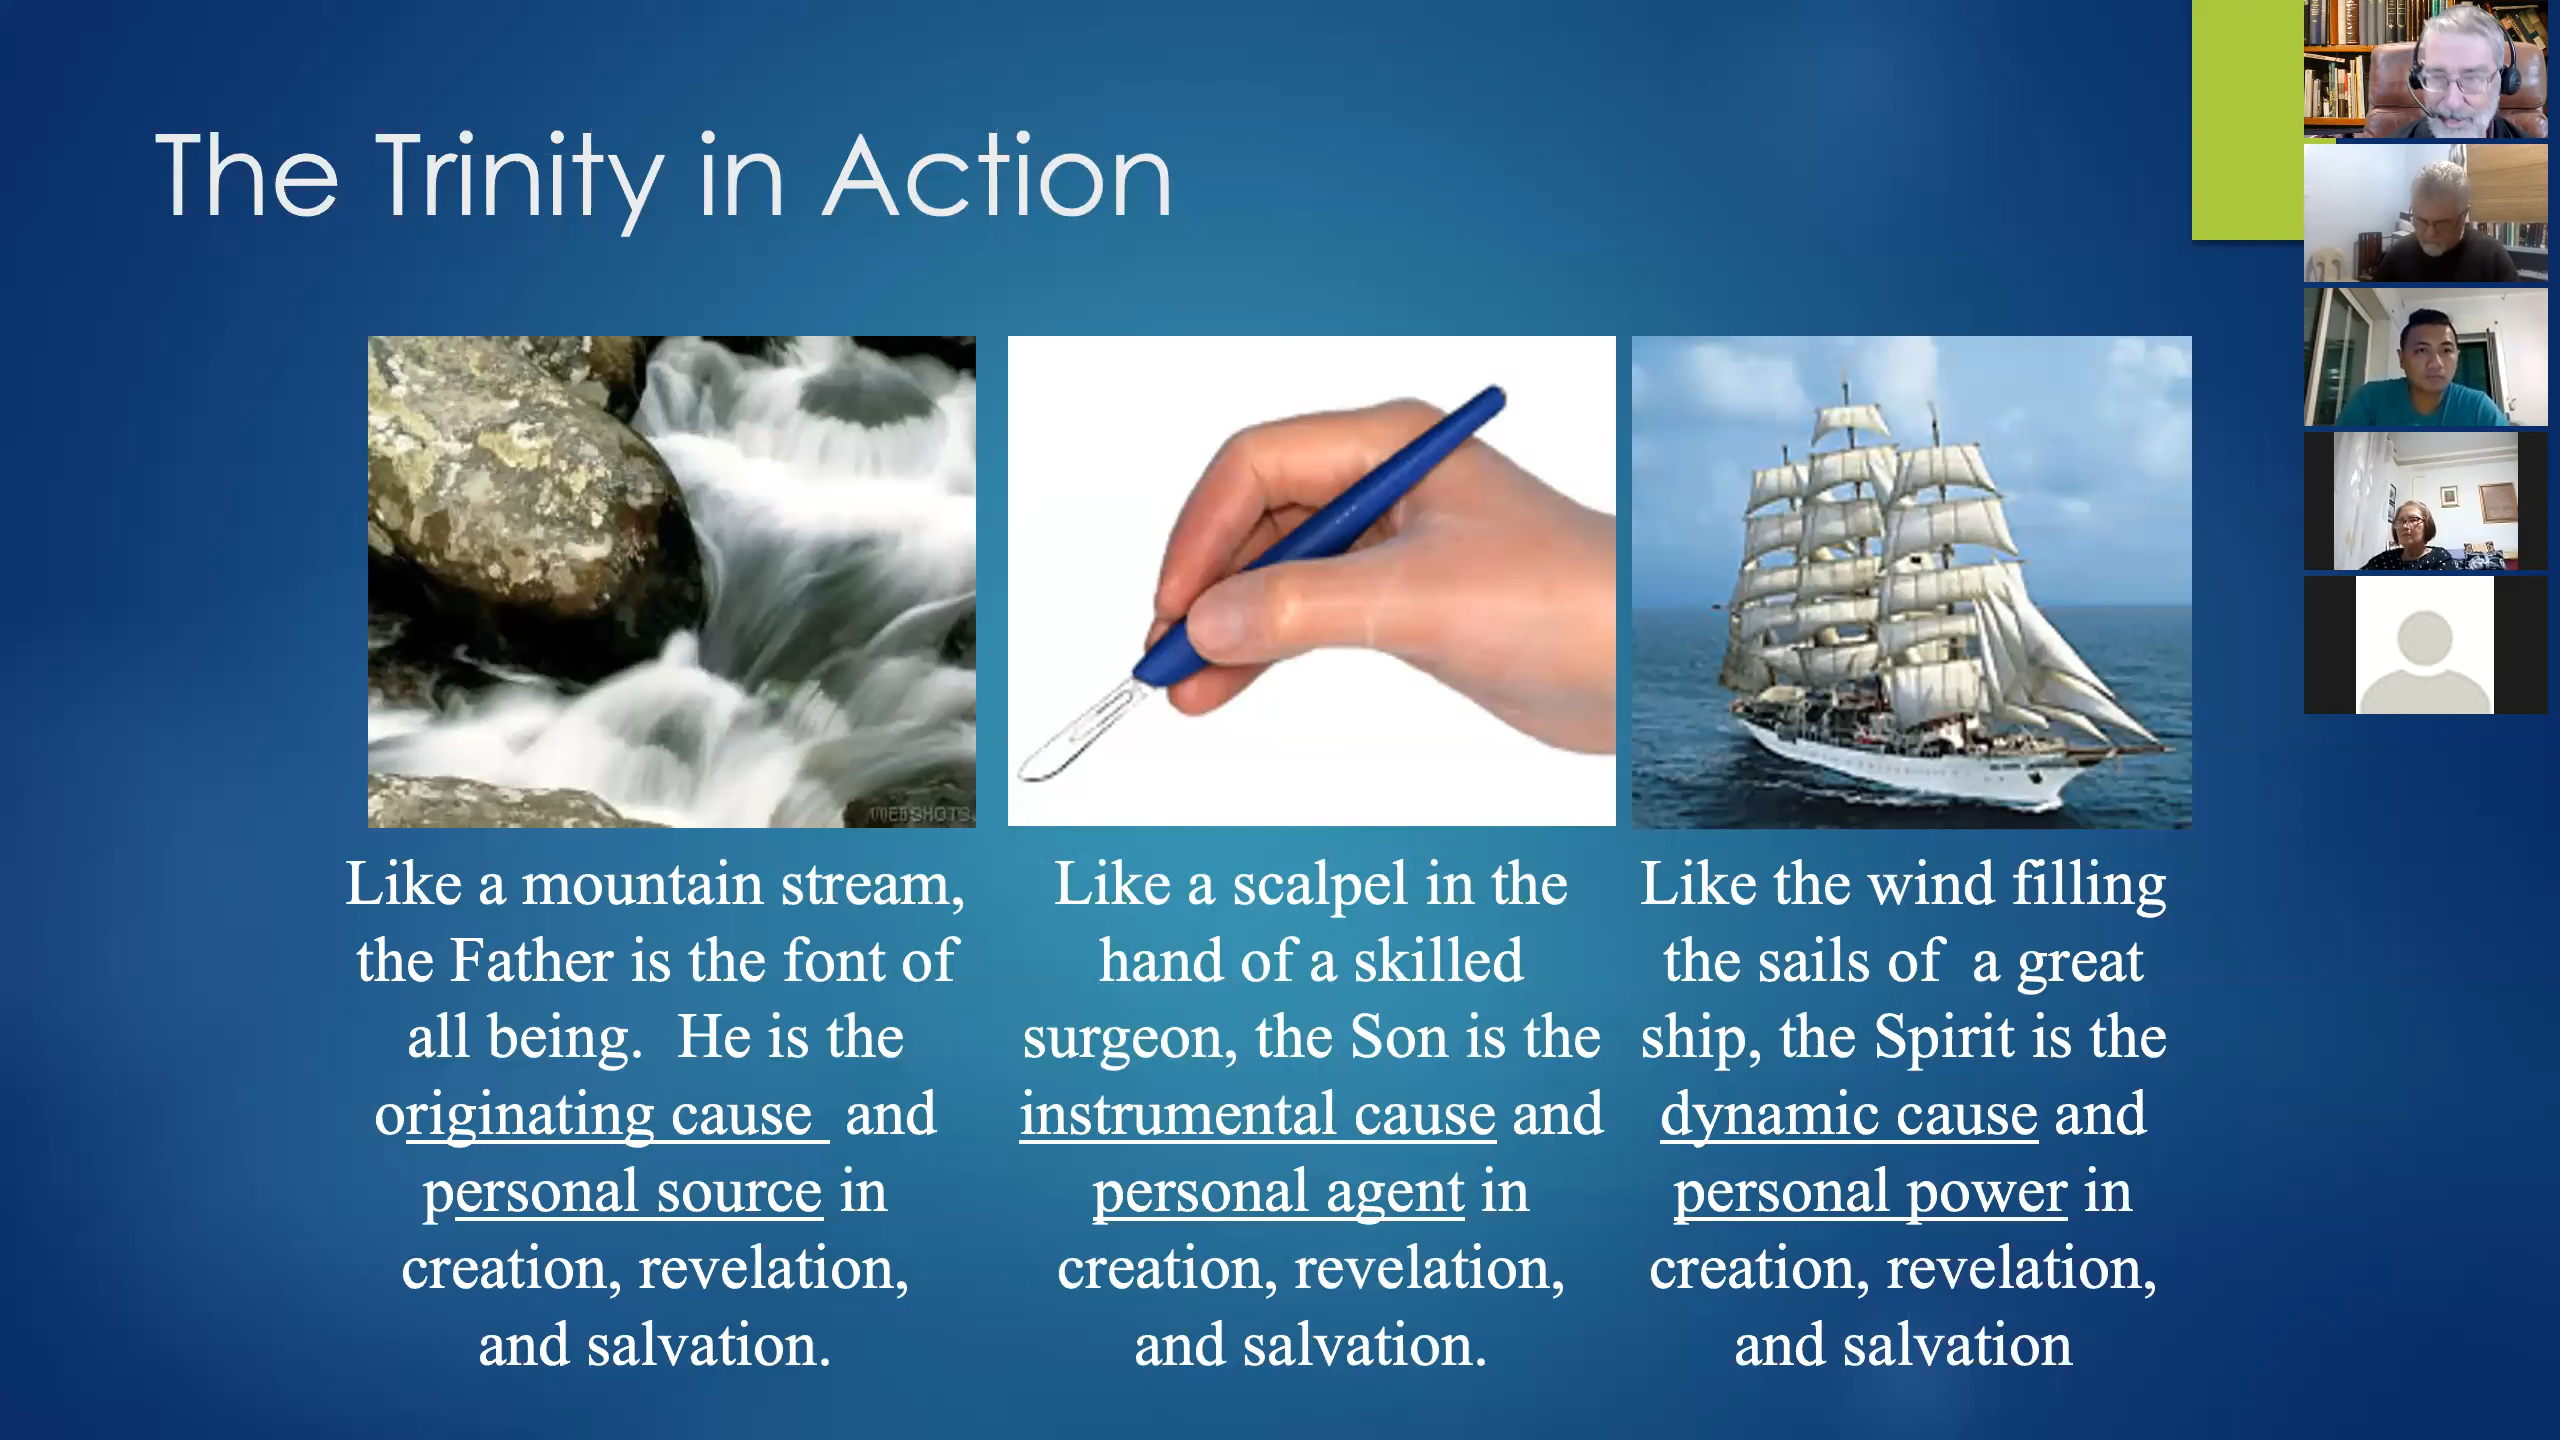 The Trinity in Action
WEBSHOTS
Like a mountain stream,
the Father is the font of
all being.  He is the
originating cause  and
personal source in
creation, revelation,
and salvation.
Like a scalpel in the
hand of a skilled
surgeon, the Son is the
instrumental cause and
personal agent in
creation, revelation,
and salvation.
Like the wind filling
the sails of  a great
ship, the Spirit is the
dynamic cause and
personal power in
creation, revelation,
and salvation